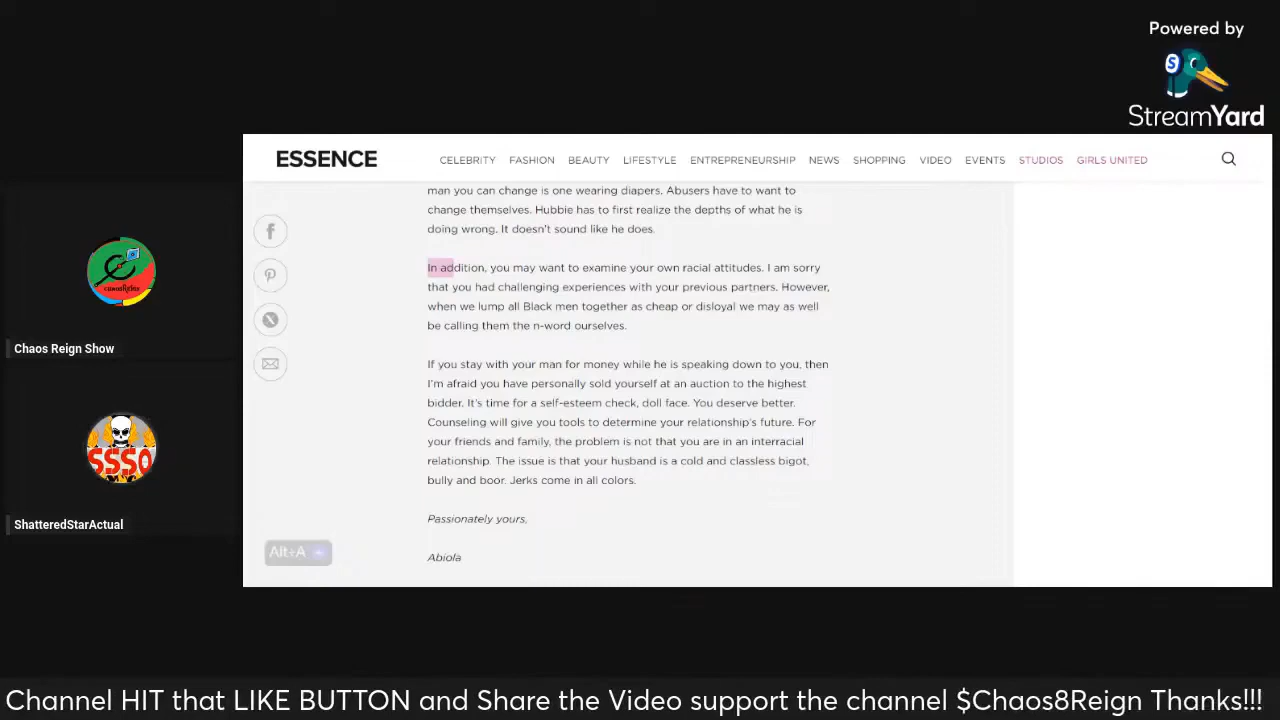 Powered by
StreamYard
ESSENCE
CELEBRITY FASHION BEAUTY LIFESTYLE ENTREPRENEURSHIP NEWS SHOPPING VIDEO EVENTS STUDIOS GIRLS UNITED
man you can change is one wearing diapers. Abusers have to want to
change themselves. Hubbie has to first realize the depths of what he is
doing wrong. It doesn't sound like he does.
In addition, you may want to examine your own racial attitudes. I am sorry
that you had challenging experiences with your previous partners. However,
when we lump all Black men together as cheap or disloyal we may as well
be calling them the n-word ourselves.
If you stay with your man for money while he is speaking down to you, then
I'm afraid you have personally sold yourself at an auction to the highest
bidder. It's time for a self-esteem check, doll face. You deserve better.
Counseling will give you tools to determine your relationship's future. For
your friends and family, the problem is not that you are in an interracial
relationship. The issue is that your husband is a cold and classless bigot,
bully and boor. Jerks come in all colors.
Passionately yours,
Abiola
Alt+A
Chaos Reign Show
SSSO
ShatteredStarActual
Channel HIT that LIKE BUTTON and Share the Video support the channel $Chaos8Reign Thanks!!!